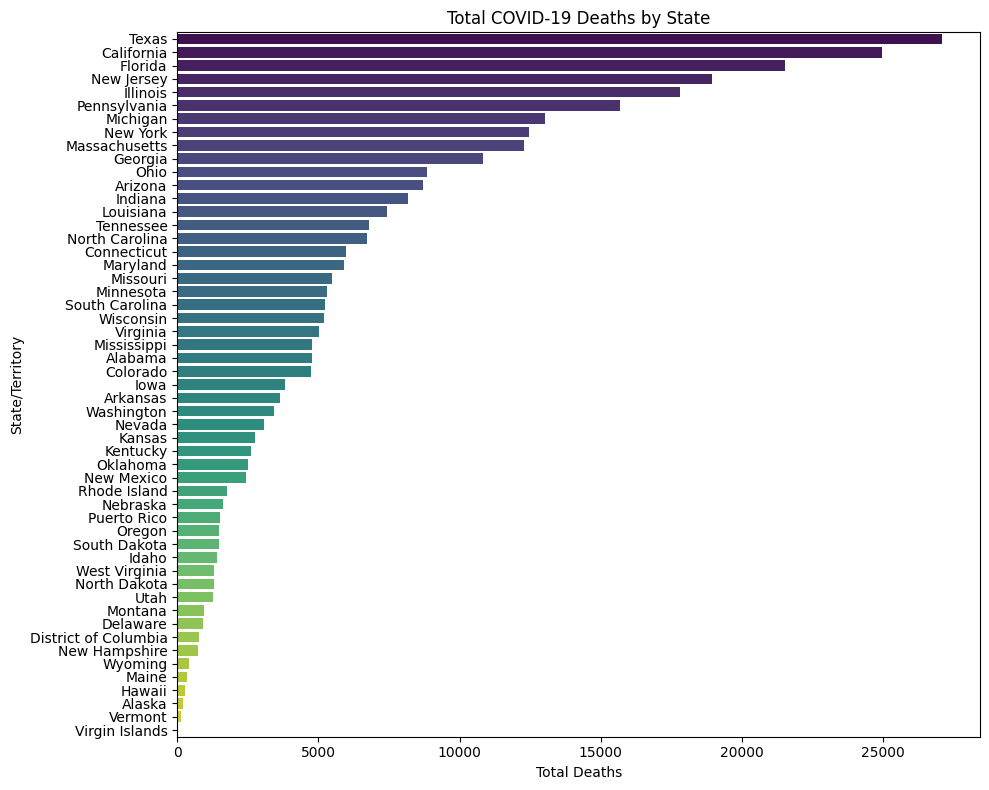 Total COVID-19 Deaths by State
State/Territory
Texas
California
Florida
New Jersey
Illinois
Pennsylvania
Michigan
New York
Massachusetts
Georgia
Ohio
Arizona
Indiana
Louisiana
Tennessee
North Carolina
Connecticut
Maryland
Missouri
Minnesota
South Carolina
Wisconsin
Virginia
Mississippi
Alabama
Colorado
Iowa
Arkansas
Washington
Nevada
Kansas
Kentucky
Oklahoma
New Mexico
Rhode Island
Nebraska
Puerto Rico
Oregon
South Dakota
Idaho
West Virginia
North Dakota
Utah
Montana
Delaware
District of Columbia
New Hampshire
Wyoming
Maine
Hawaii
Alaska
Vermont
Virgin Islands
0 5000 10000 15000 20000 25000
Total Deaths